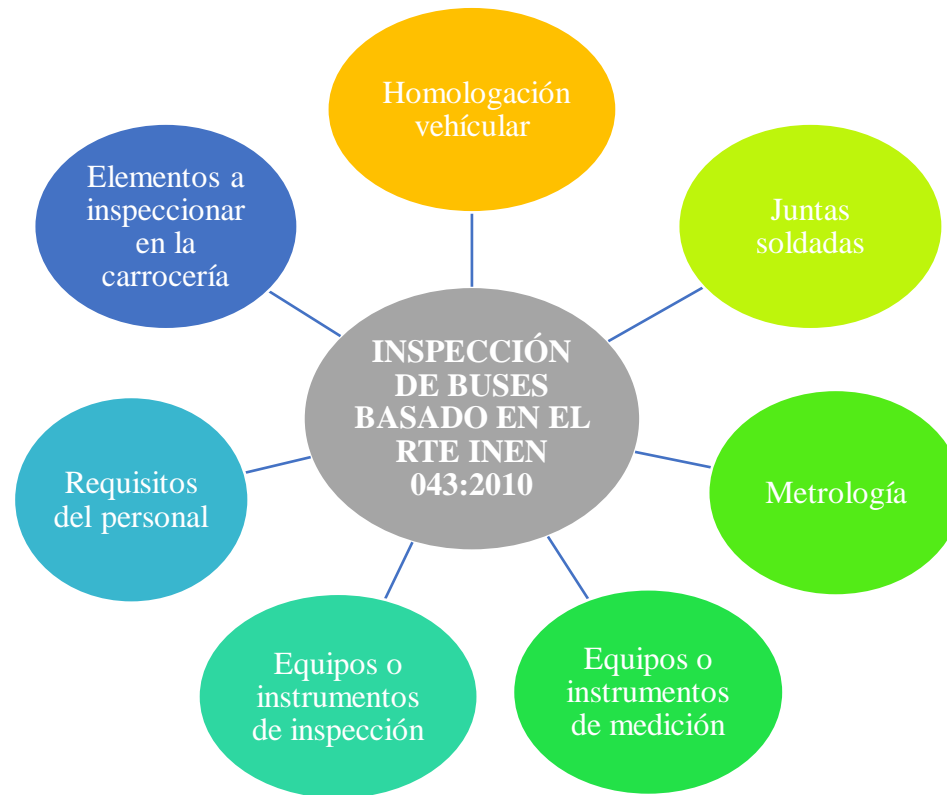 Homologación
vehícular
Elementos a
inspeccionar
en la
carrocería
Juntas
soldadas
INSPECCIÓN
DE BUSES
BASADO EN EL
RTE INEN
043:2010
Requisitos
del personal
Metrología
Equipos o
instrumentos
de inspección
Equipos o
instrumentos
de medición